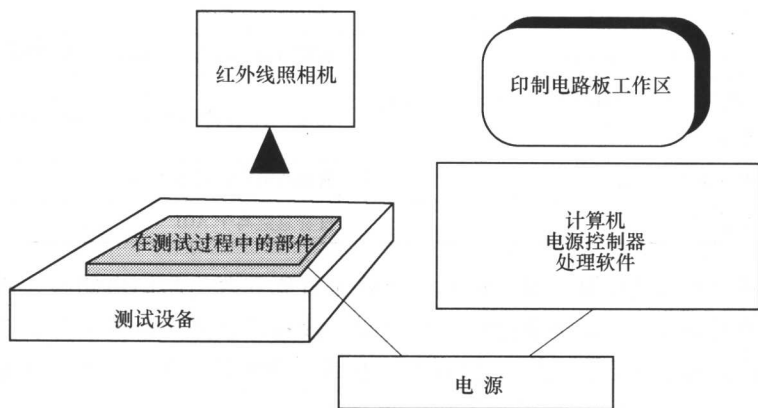 红外线照相机
印制电路板工作区
在测试过程中的部件
计算机
电源控制器
处理软件
测试设备
电 源